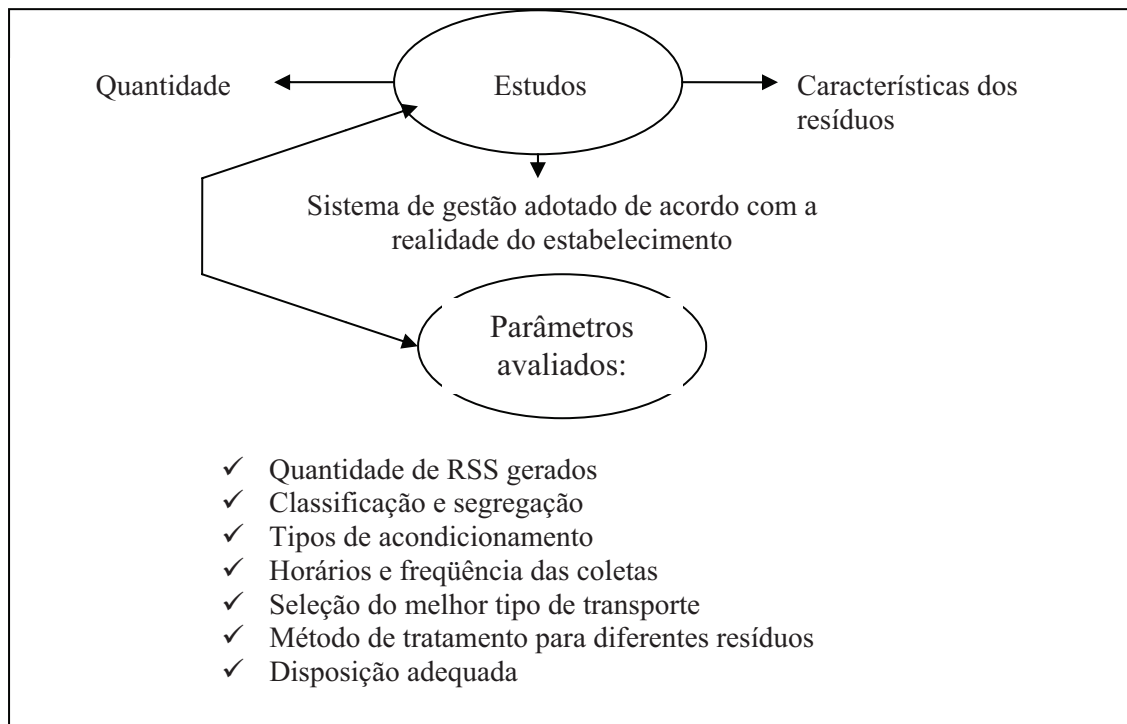 Quantidade
Estudos
Características dos
resíduos
Sistema de gestão adotado de acordo com a
realidade do estabelecimento
Parâmetros
avaliados:
✓ Quantidade de RSS gerados
✓ Classificação e segregação
✓ Tipos de acondicionamento
✓ Horários e freqüência das coletas
✓ Seleção do melhor tipo de transporte
✓ Método de tratamento para diferentes resíduos
✓ Disposição adequada